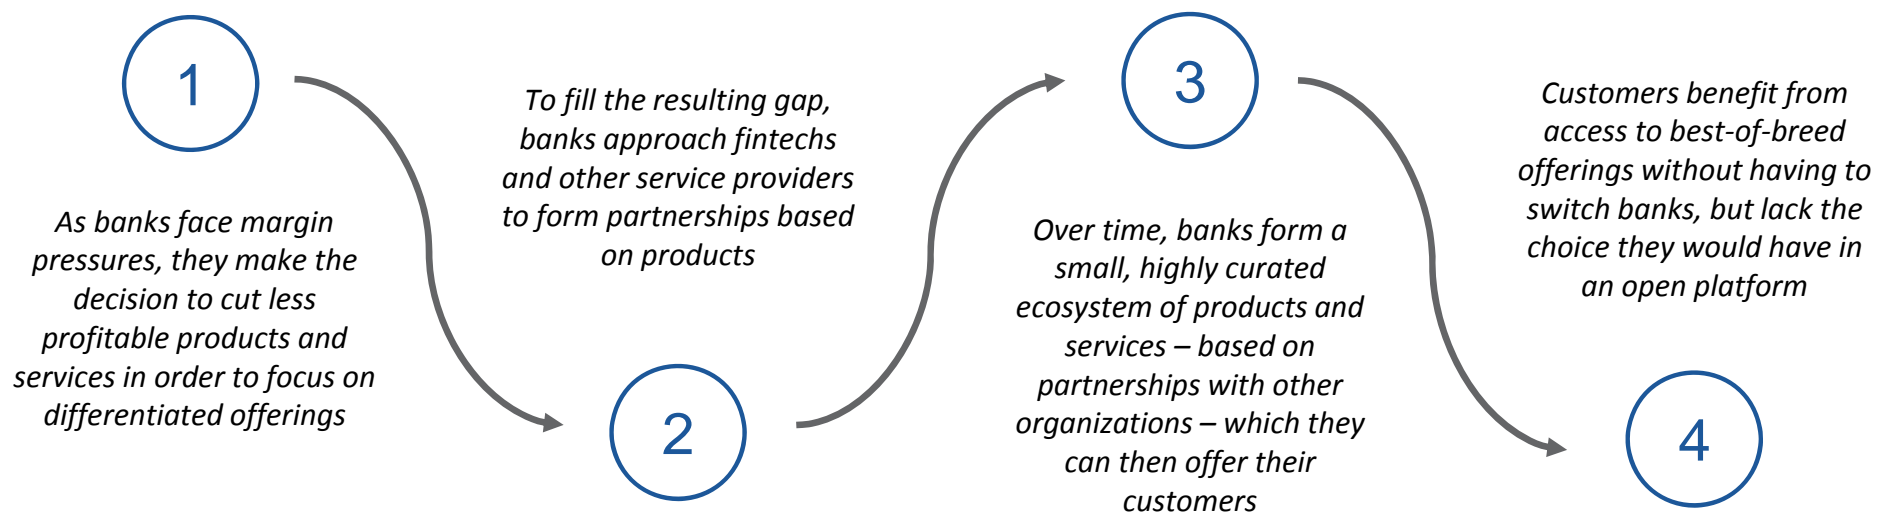 1
As banks face margin
pressures, they make the
decision to cut less
profitable products and
services in order to focus on
differentiated offerings
To fill the resulting gap,
banks approach fintechs
and other service providers
to form partnerships based
on products
2
3
Over time, banks form a
small, highly curated
ecosystem of products and
services – based on
partnerships with other
organizations – which they
can then offer their
customers
Customers benefit from
access to best-of-breed
offerings without having to
switch banks, but lack the
choice they would have in
an open platform
4